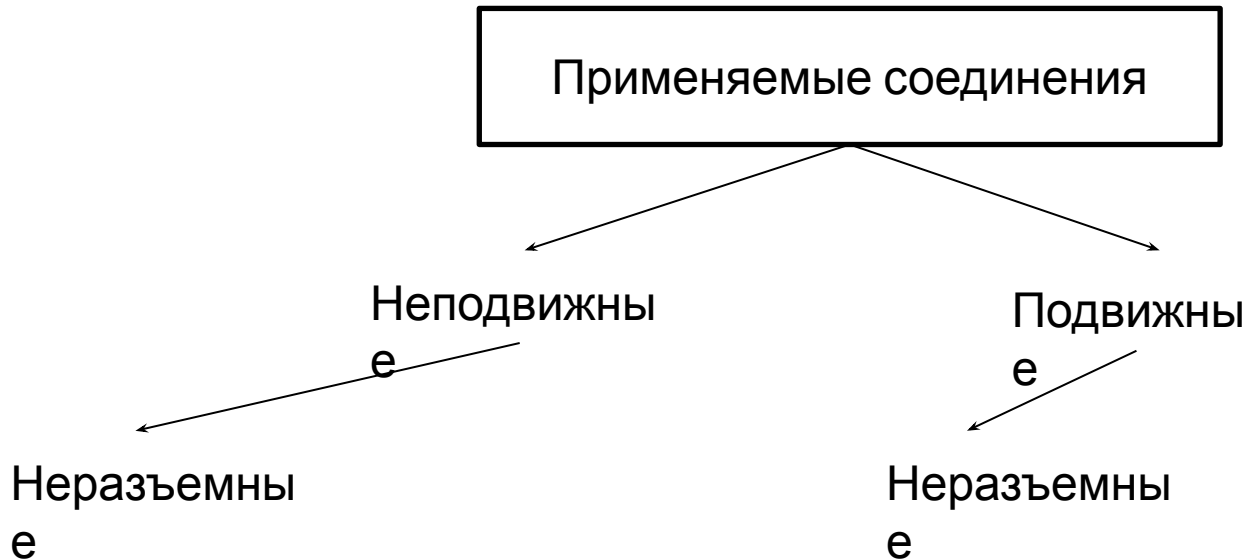 Применяемые соединения
Неподвижны
е
Подвижны
е
Неразъемны
е
Неразъемны
е